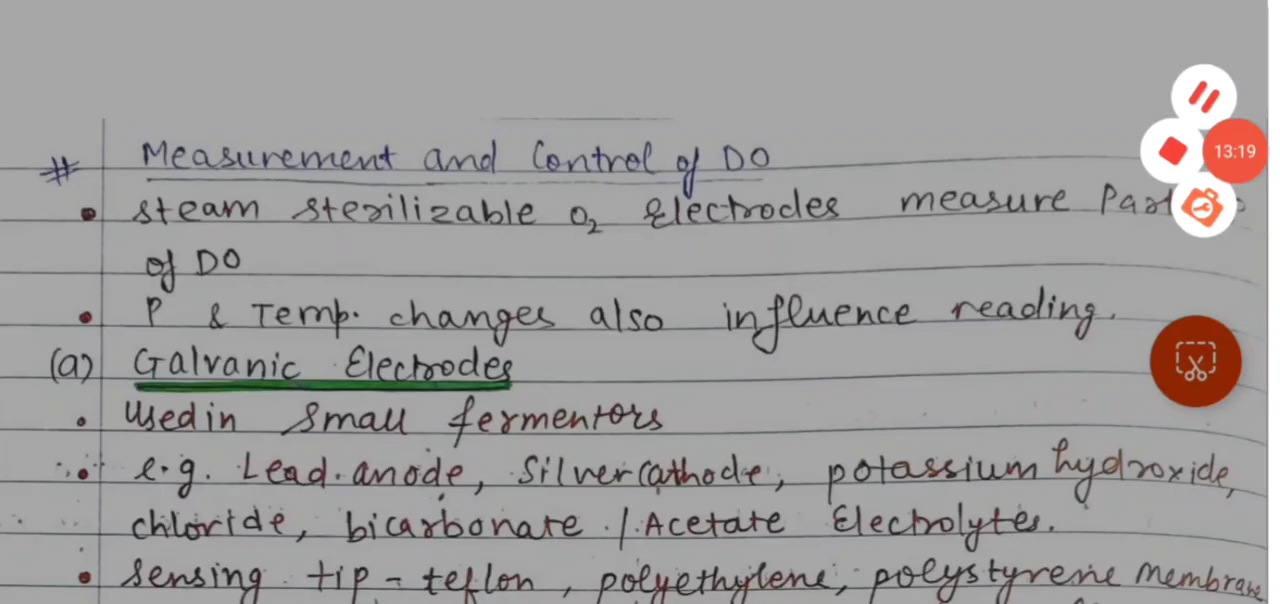 13:19
# Measurement and Control of DO
• steam sterilizable O₂ Electrodes measure
of DO
• P & Temp. changes also influence reading.
(a) Galvanic Electrodes
• Used in small fermentors
• e.g. Lead.anode, Silver Cathode, potassium hydroxide,
chloride, bicarbonate ./ Acetate Electrolytes.
• Sensing tip - teflon, polyethylene, polystyrene Membrane